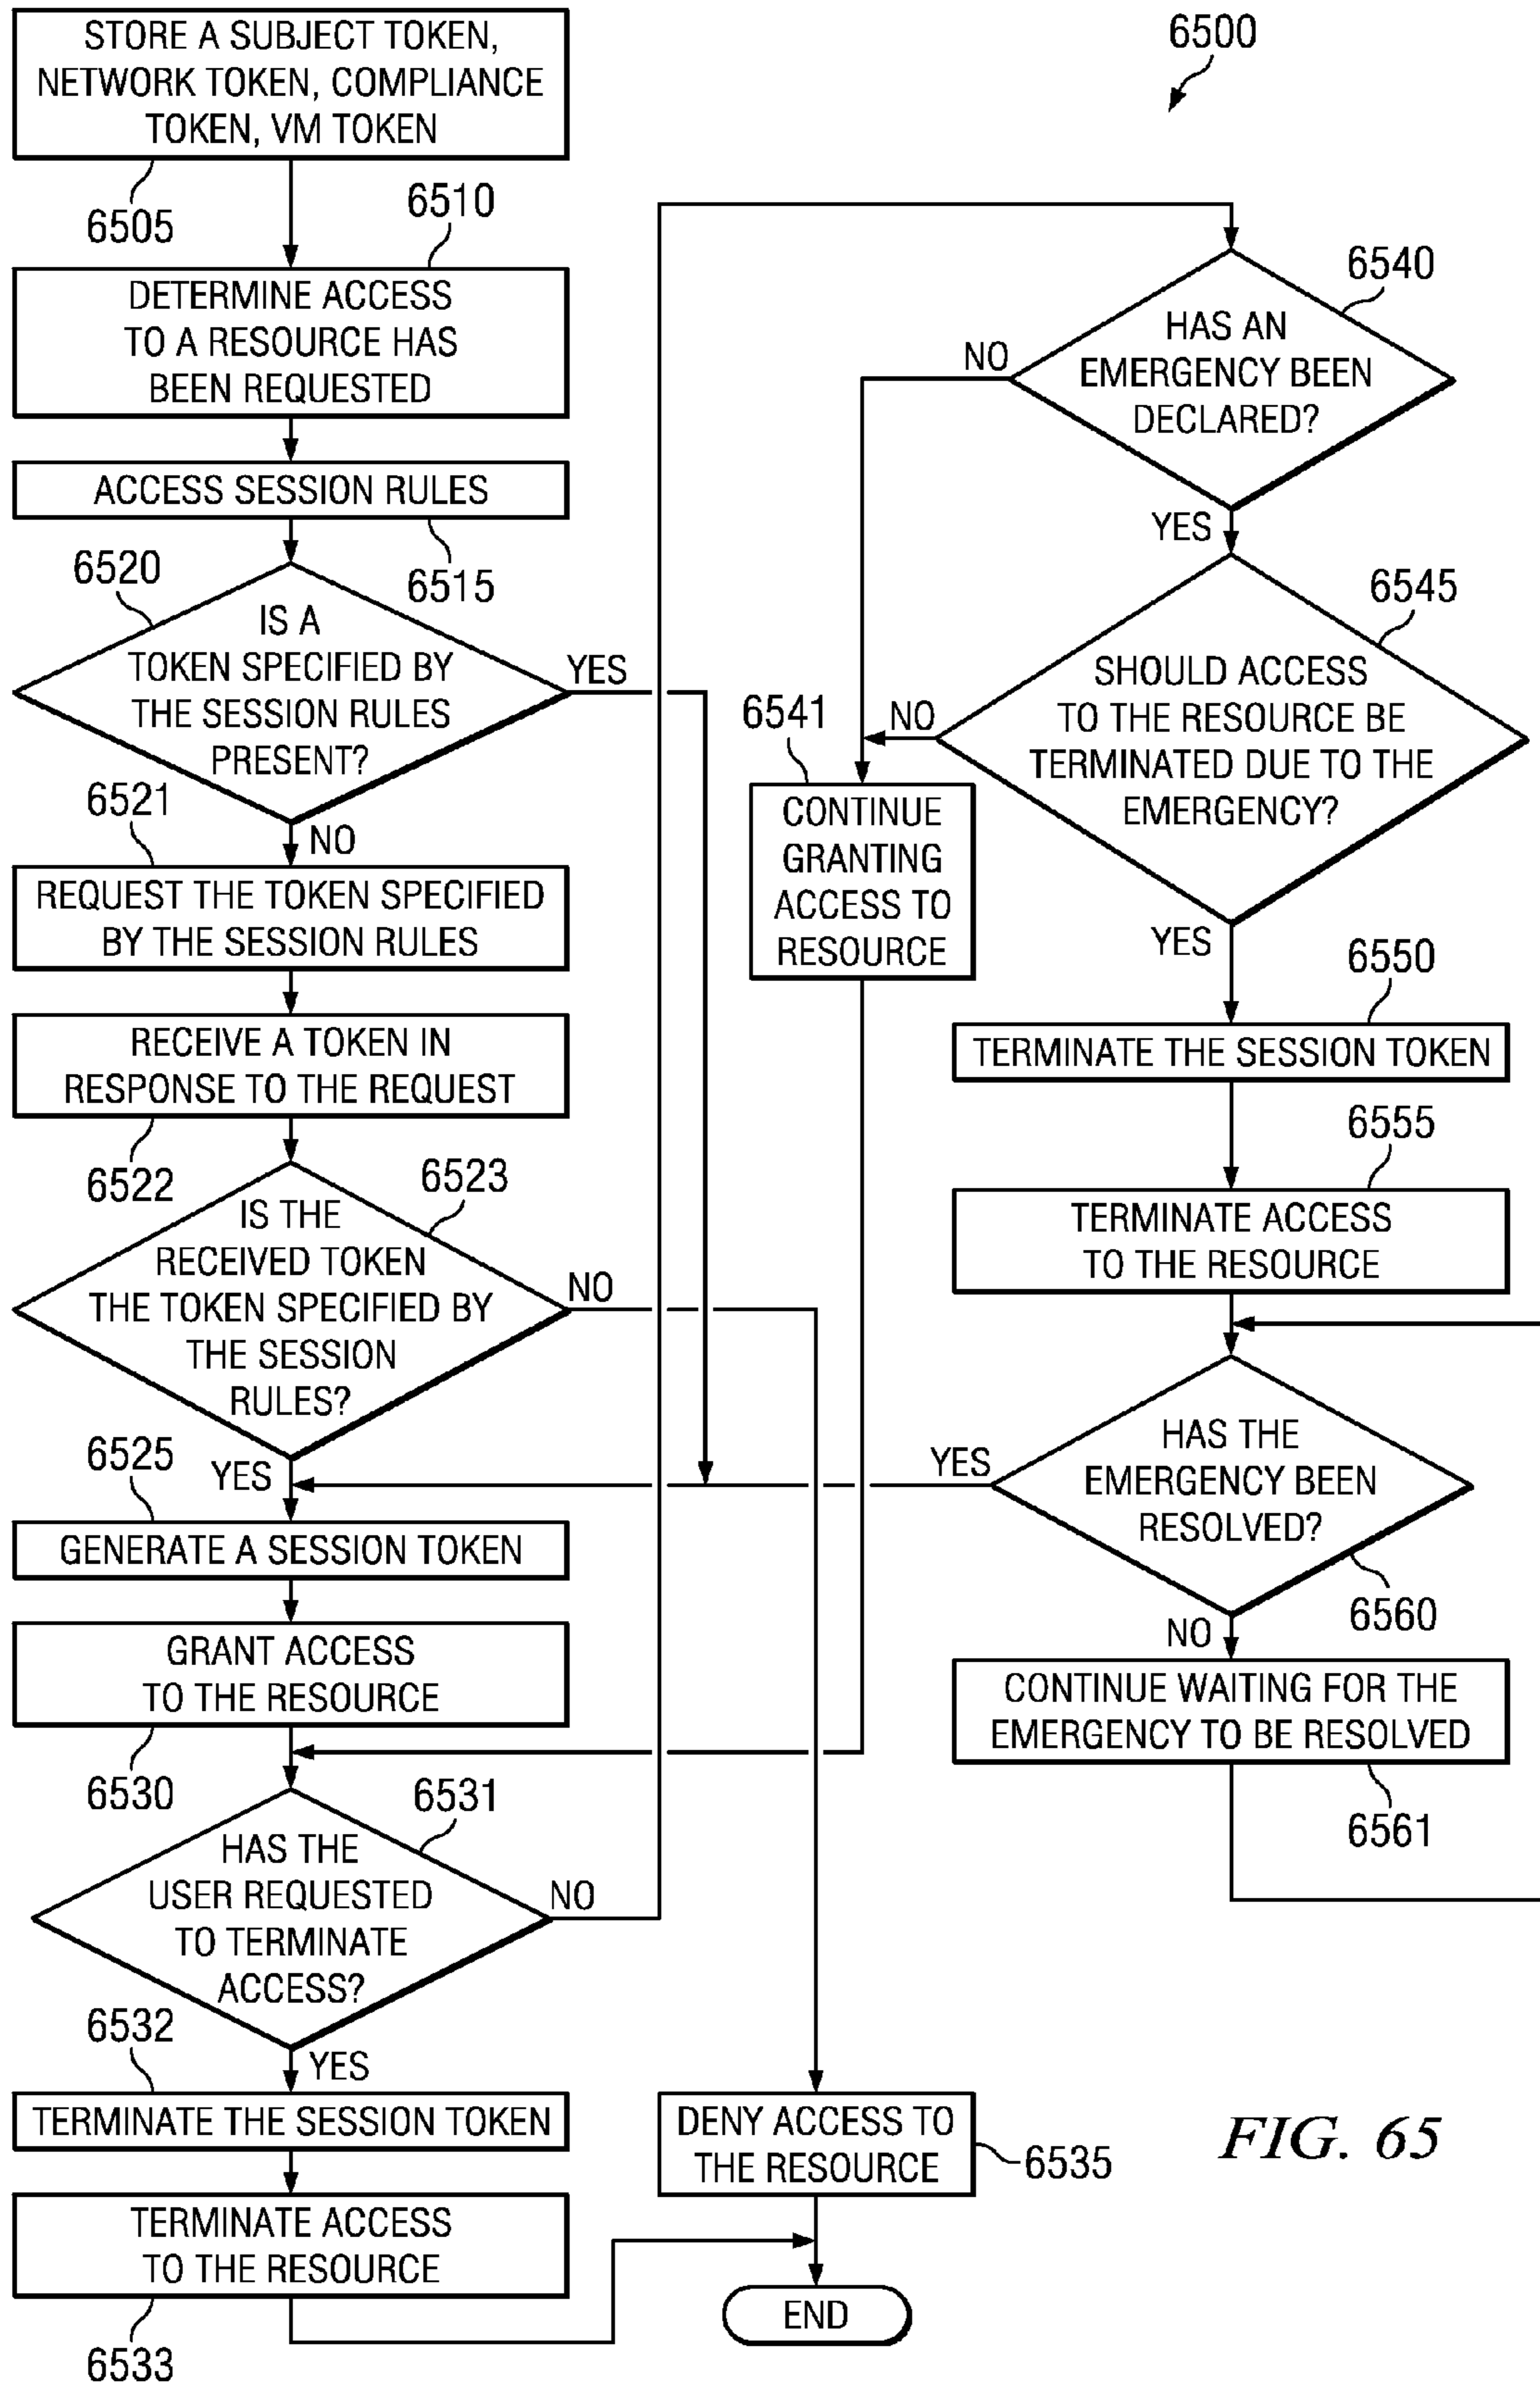 STORE A SUBJECT TOKEN,
NETWORK TOKEN, COMPLIANCE
TOKEN, VM TOKEN
6505
6510
DETERMINE ACCESS
TO A RESOURCE HAS
BEEN REQUESTED
ACCESS SESSION RULES
6515
6520
IS A
TOKEN SPECIFIED BY
THE SESSION RULES
PRESENT?
YES
NO
6521
REQUEST THE TOKEN SPECIFIED
BY THE SESSION RULES
RECEIVE A TOKEN IN
RESPONSE TO THE REQUEST
6522
6523
IS THE
RECEIVED TOKEN
THE TOKEN SPECIFIED BY
THE SESSION
RULES?
NO
YES
6525
GENERATE A SESSION TOKEN
GRANT ACCESS
TO THE RESOURCE
6530
6531
HAS THE
USER REQUESTED
TO TERMINATE
ACCESS?
NO
YES
6532
TERMINATE THE SESSION TOKEN
TERMINATE ACCESS
TO THE RESOURCE
6533
6500
6540
HAS AN
EMERGENCY BEEN
DECLARED?
NO
YES
6545
SHOULD ACCESS
TO THE RESOURCE BE
TERMINATED DUE TO THE
EMERGENCY?
NO
YES
6541
CONTINUE
GRANTING
ACCESS TO
RESOURCE
6550
TERMINATE THE SESSION TOKEN
6555
TERMINATE ACCESS
TO THE RESOURCE
HAS THE
EMERGENCY BEEN
RESOLVED?
YES
6560
NO
CONTINUE WAITING FOR THE
EMERGENCY TO BE RESOLVED
6561
DENY ACCESS TO
THE RESOURCE
6535
END
FIG. 65